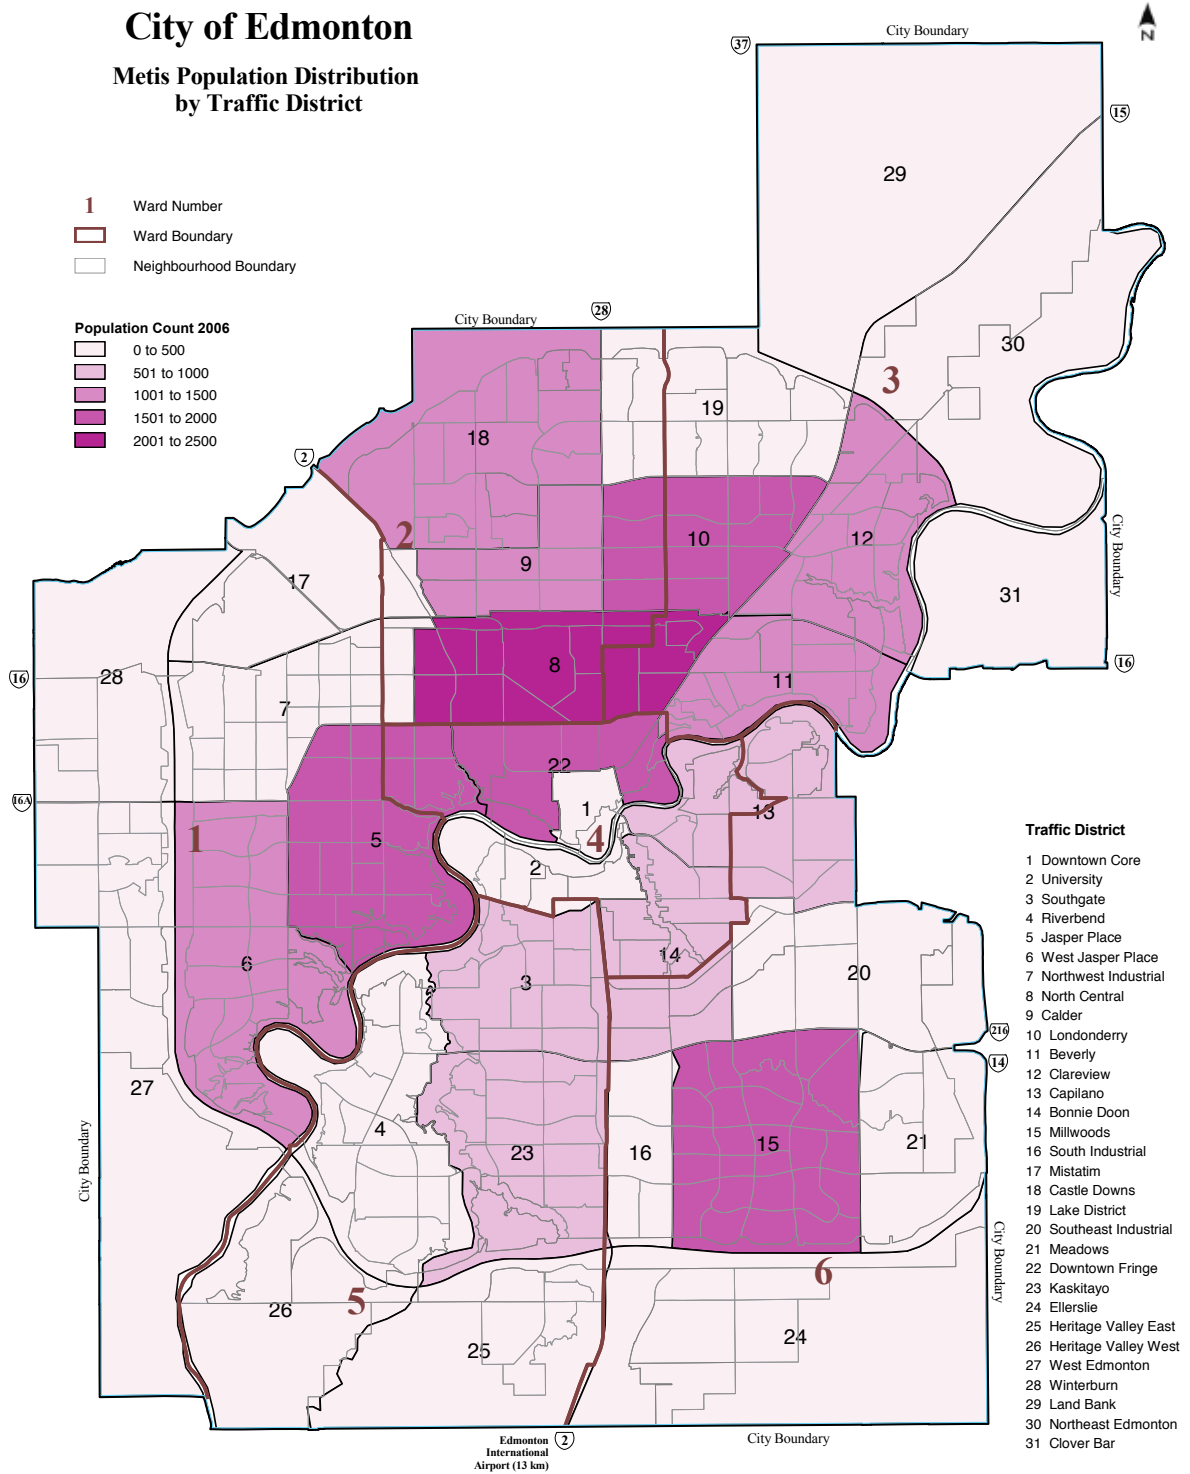 City of Edmonton
Metis Population Distribution
by Traffic District
N
City Boundary
37
15
29
1 Ward Number
Ward Boundary
Neighbourhood Boundary
City Boundary
28
Population Count 2006
0 to 500
501 to 1000
1001 to 1500
1501 to 2000
2001 to 2500
30
3
19
18
2
2
10
12
9
City Boundary
17
31
8
16
16
28
11
7
22
16A
1
13
1
5
4
2
14
6
3
20
216
14
27
4
15
21
23
16
City Boundary
City Boundary
6
5
26
24
25
2
Edmonton
International
Airport (13 km)
City Boundary
Traffic District
1 Downtown Core
2 University
3 Southgate
4 Riverbend
5 Jasper Place
6 West Jasper Place
7 Northwest Industrial
8 North Central
9 Calder
10 Londonderry
11 Beverly
12 Clareview
13 Capilano
14 Bonnie Doon
15 Millwoods
16 South Industrial
17 Mistatim
18 Castle Downs
19 Lake District
20 Southeast Industrial
21 Meadows
22 Downtown Fringe
23 Kaskitayo
24 Ellerslie
25 Heritage Valley East
26 Heritage Valley West
27 West Edmonton
28 Winterburn
29 Land Bank
30 Northeast Edmonton
31 Clover Bar